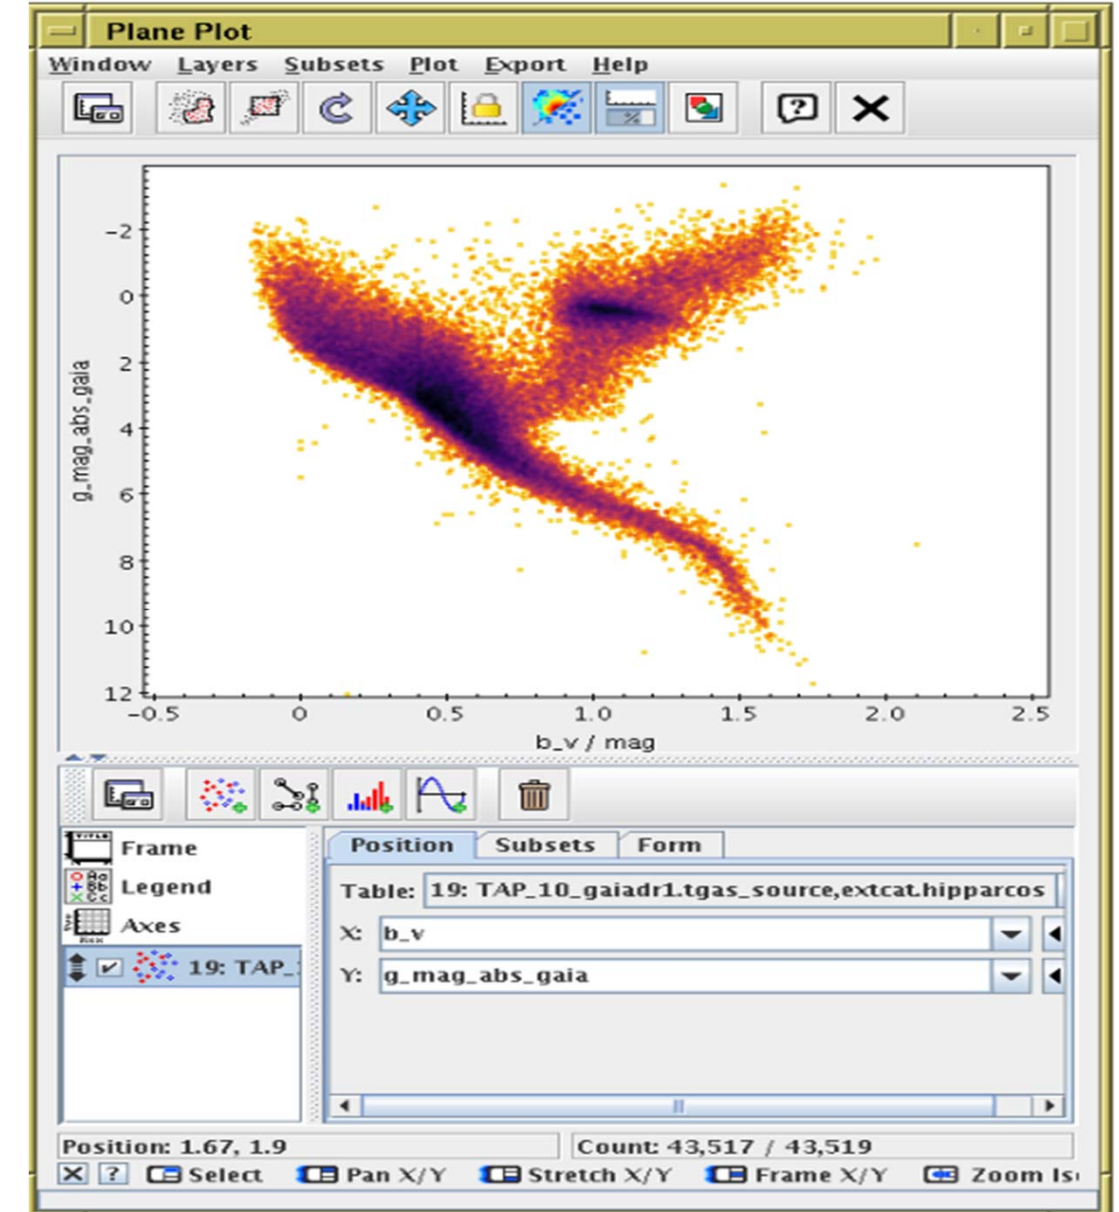 Plane Plot
Window Layers Subsets Plot Export Help
-2
0
2
4
6
8
10
12
g_mag_abs_gaia
-0.5 0 0.5 1.0 1.5 2.0 2.5
b_v / mag
Frame
Legend
Axes
19: TAP_
Position Subsets Form
Table: 19: TAP_10_gaiadr1.tgas_source,extcat.hipparcos
X: b_v
Y: g_mag_abs_gaia
Position: 1.67, 1.9 Count: 43,517 / 43,519
Select Pan X/Y Stretch X/Y Frame X/Y Zoom Is